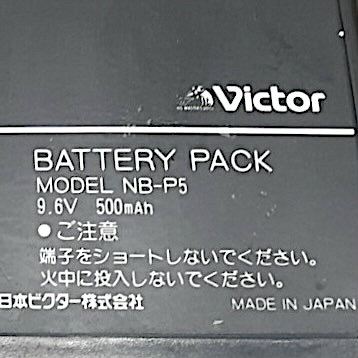 Victor
BATTERY PACK
MODEL NB-P5
9.6V 500mAh
●ご注意
端子をショートしないでください。
火中に投入しないでください。
日本ビクター株式会社 MADE IN JAPAN